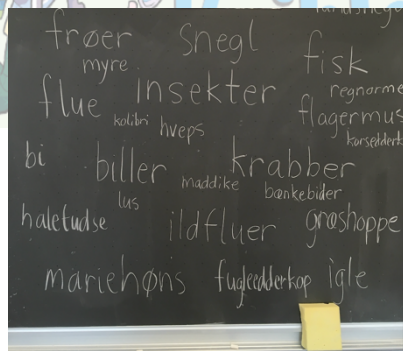 frøer snegl fisk
myre
flue insekter regnorme
kolibri hveps flagermus
bi biller krabber
lus maddike bænkebider
haletudse ildfluer græshoppe
mariehøns fugleedderkop igle